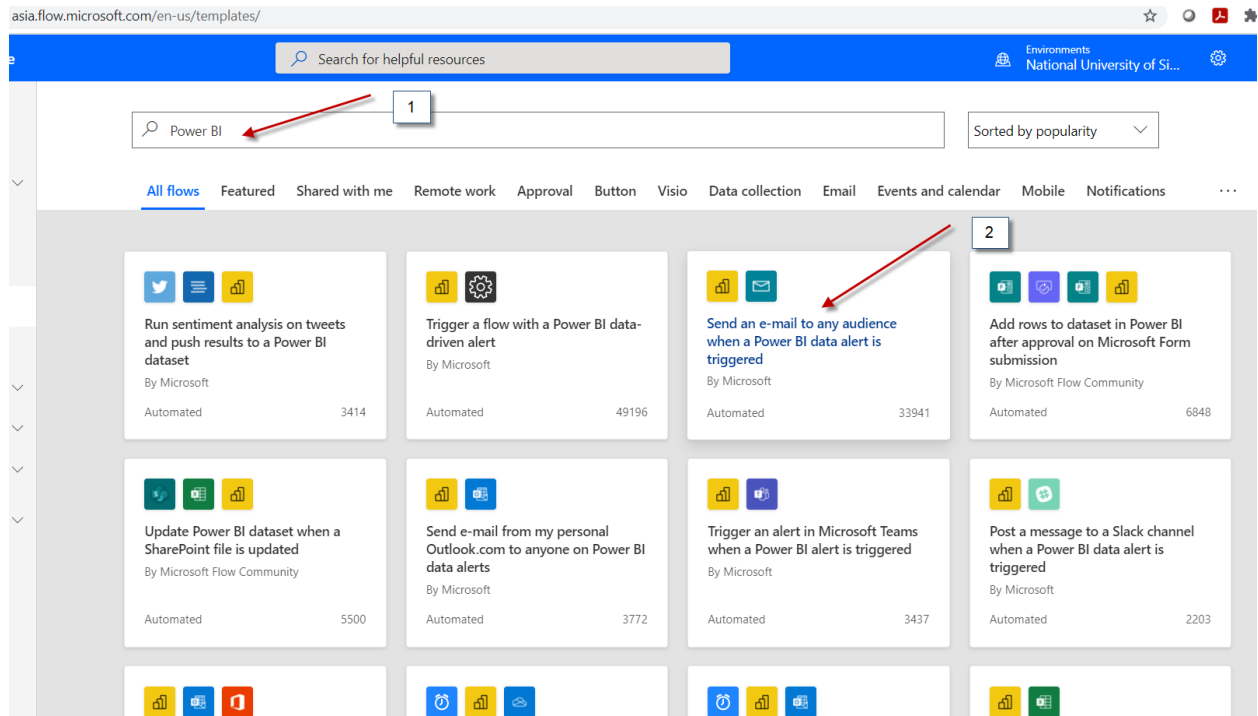 asia.flow.microsoft.com/en-us/templates/
e
Search for helpful resources
Environments
National University of Si...
1
Power BI
Sorted by popularity
All flows Featured Shared with me Remote work Approval Button Visio Data collection Email Events and calendar Mobile Notifications ...
2
Run sentiment analysis on tweets
and push results to a Power BI
dataset
By Microsoft
Automated 3414
Trigger a flow with a Power BI data-
driven alert
By Microsoft
Automated 49196
Send an e-mail to any audience
when a Power BI data alert is
triggered
By Microsoft
Automated 33941
Add rows to dataset in Power BI
after approval on Microsoft Form
submission
By Microsoft Flow Community
Automated 6848
Update Power BI dataset when a
SharePoint file is updated
By Microsoft Flow Community
Automated 5500
Send e-mail from my personal
Outlook.com to anyone on Power BI
data alerts
By Microsoft
Automated 3772
Trigger an alert in Microsoft Teams
when a Power BI alert is triggered
By Microsoft
Automated 3437
Post a message to a Slack channel
when a Power BI data alert is
triggered
By Microsoft
Automated 2203